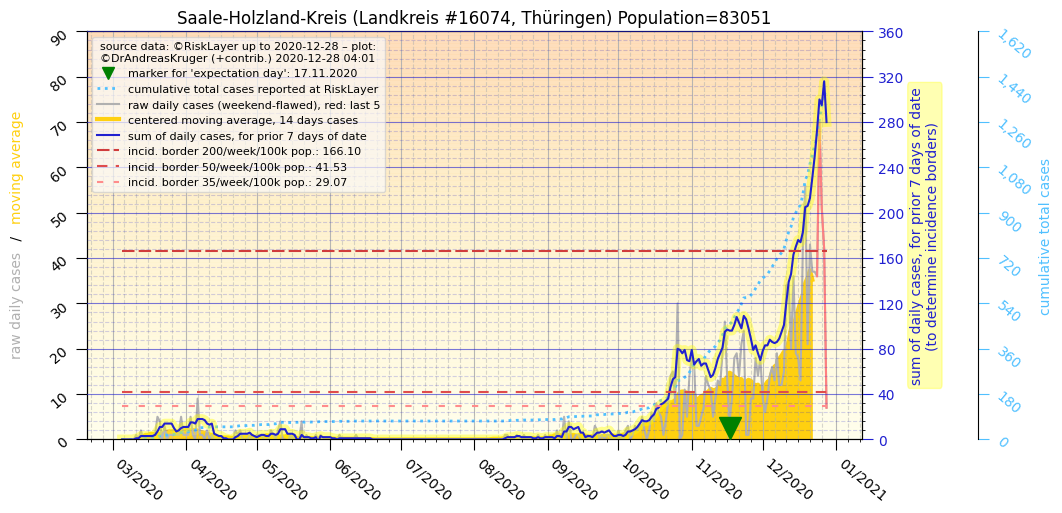 Saale-Holzland-Kreis (Landkreis #16074, Thüringen) Population=83051
source data: ©RiskLayer up to 2020-12-28 – plot:
©DrAndreasKruger (+contrib.) 2020-12-28 04:01
marker for 'expectation day': 17.11.2020
cumulative total cases reported at RiskLayer
raw daily cases (weekend-flawed), red: last 5
centered moving average, 14 days cases
sum of daily cases, for prior 7 days of date
incid. border 200/week/100k pop.: 166.10
incid. border 50/week/100k pop.: 41.53
incid. border 35/week/100k pop.: 29.07
raw daily cases / moving average
90
80
70
60
50
40
30
20
10
0
03/2020
04/2020
05/2020
06/2020
07/2020
08/2020
09/2020
10/2020
11/2020
12/2020
01/2021
360
320
280
240
200
160
120
80
40
0
sum of daily cases, for prior 7 days of date
(to determine incidence borders)
1,620
1,440
1,260
1,080
900
720
540
360
180
0
cumulative total cases